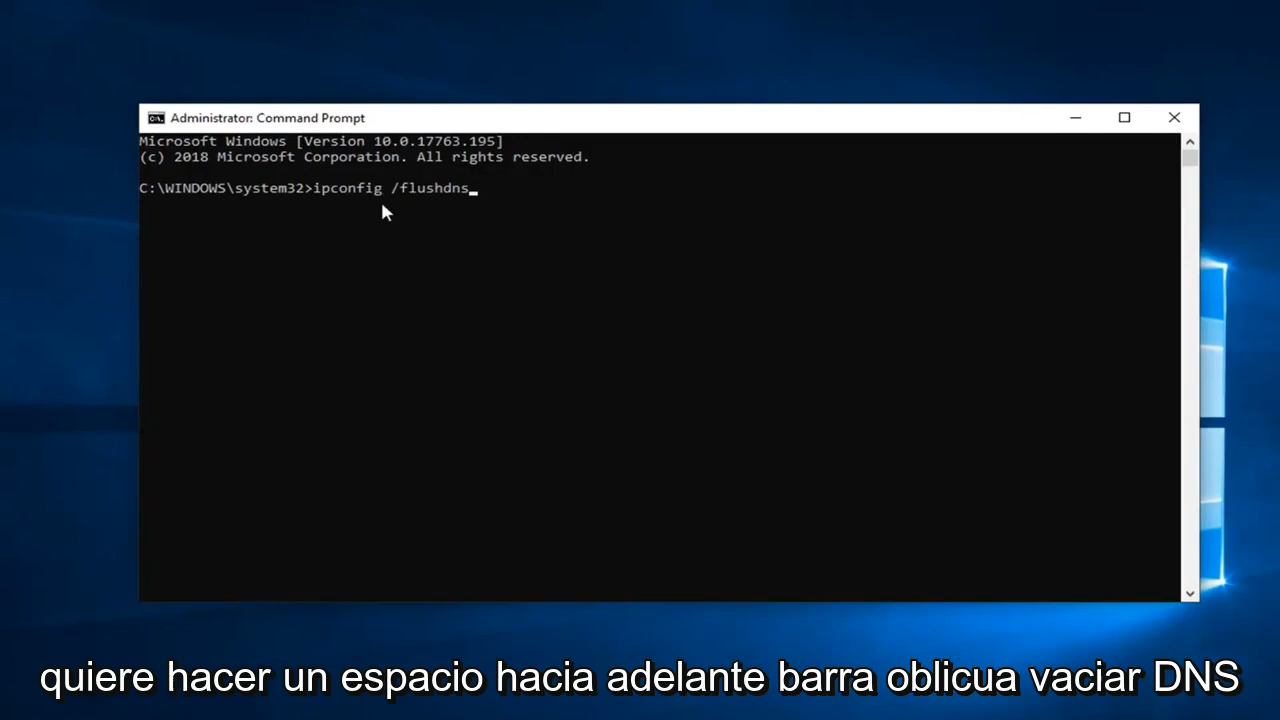 Administrator: Command Prompt
Microsoft Windows [Version 10.0.17763.195]
(c) 2018 Microsoft Corporation. All rights reserved.
C:\WINDOWS\system32>ipconfig /flushdns
quiere hacer un espacio hacia adelante barra oblicua vaciar DNS